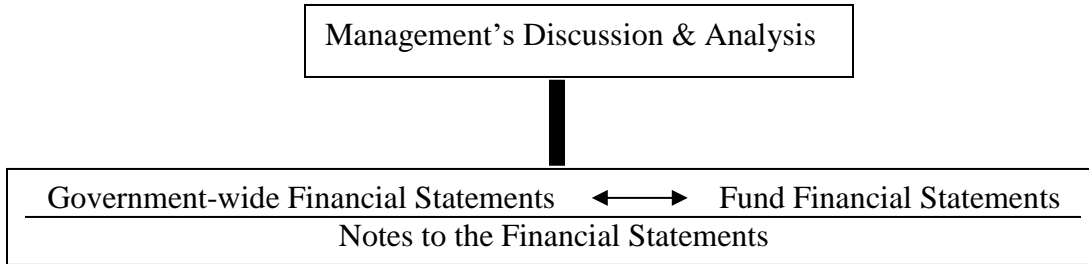 Management’s Discussion & Analysis
Government-wide Financial Statements Fund Financial Statements
Notes to the Financial Statements